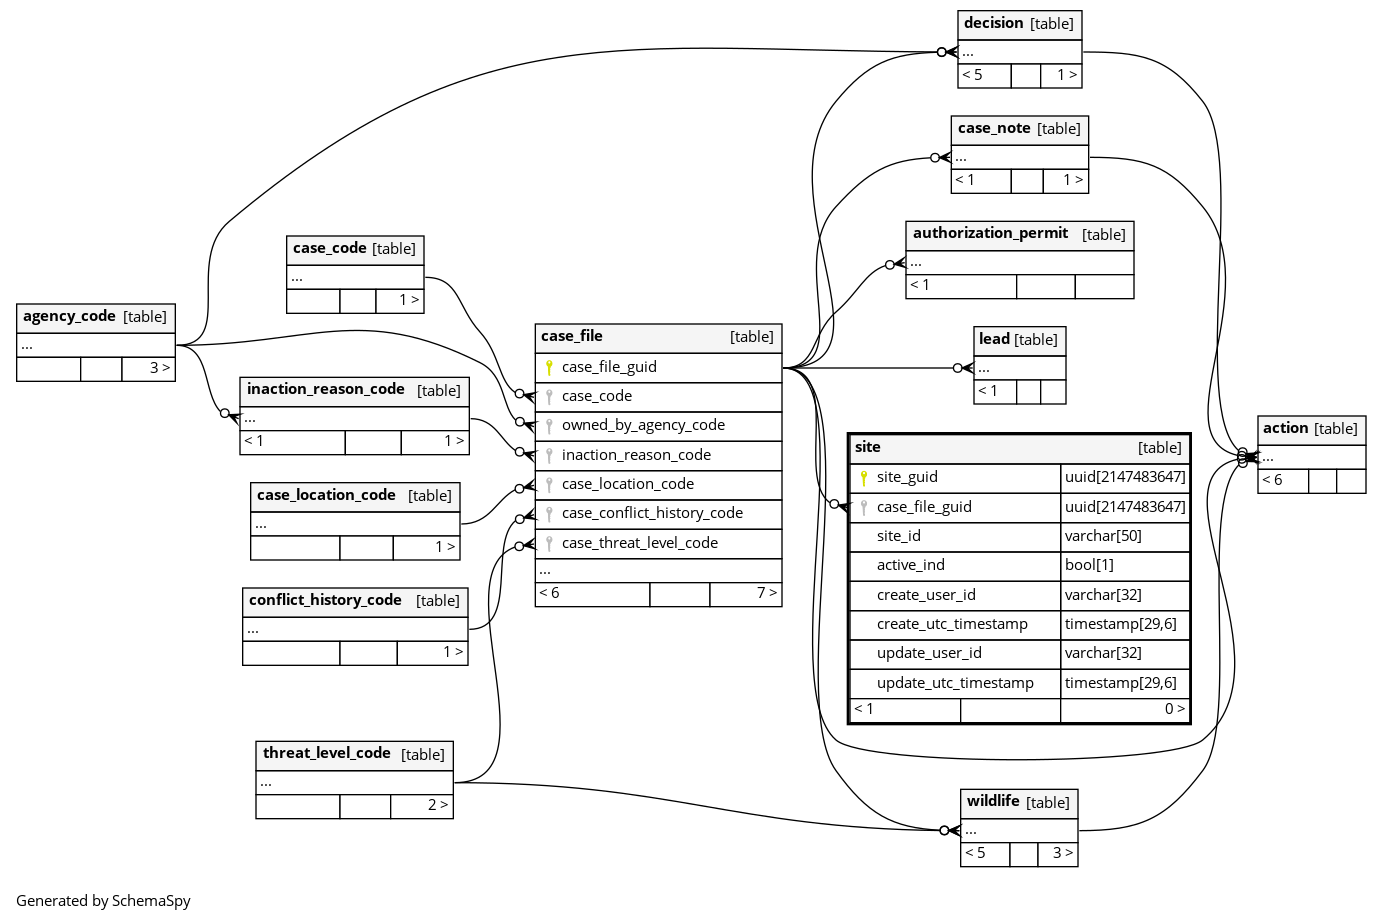 decision [table]
...
< 5 1 >
case_note [table]
...
< 1 1 >
authorization_permit [table]
...
< 1
case_code [table]
...
1 >
agency_code [table]
...
3 >
case_file [table]
case_file_guid
case_code
owned_by_agency_code
inaction_reason_code
case_location_code
case_conflict_history_code
case_threat_level_code
...
< 6 7 >
lead [table]
...
< 1
inaction_reason_code [table]
...
< 1 1 >
action [table]
...
< 6
site [table]
site_guid uuid[2147483647]
case_file_guid uuid[2147483647]
site_id varchar[50]
active_ind bool[1]
create_user_id varchar[32]
create_utc_timestamp timestamp[29,6]
update_user_id varchar[32]
update_utc_timestamp timestamp[29,6]
< 1 0 >
case_location_code [table]
...
1 >
conflict_history_code [table]
...
1 >
threat_level_code [table]
...
2 >
wildlife [table]
...
< 5 3 >
Generated by SchemaSpy